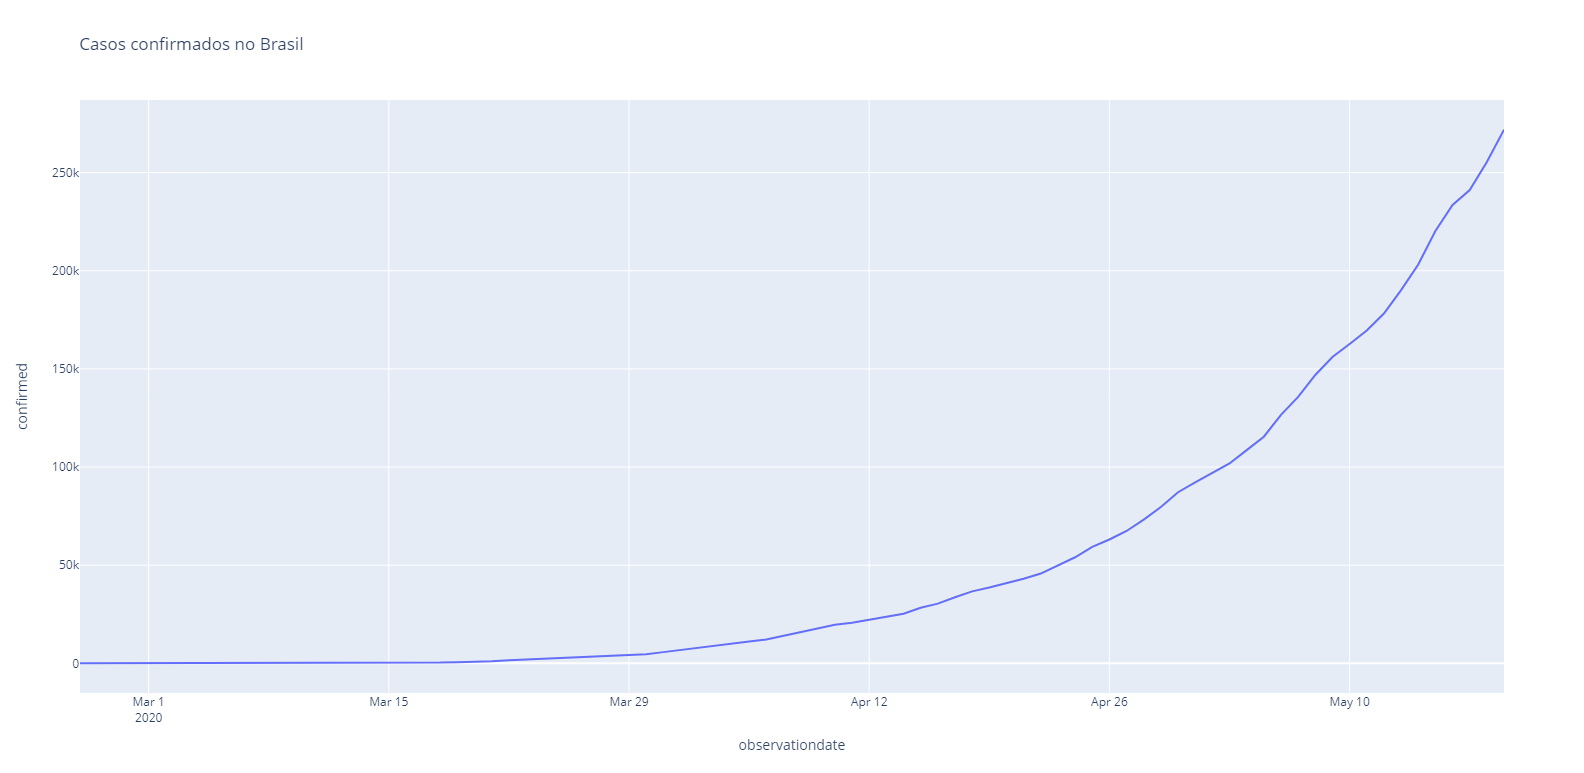 Casos confirmados no Brasil
250k
200k
150k
100k
50k
0
confirmed
Mar 1
2020
Mar 15
Mar 29
Apr 12
Apr 26
May 10
observationdate